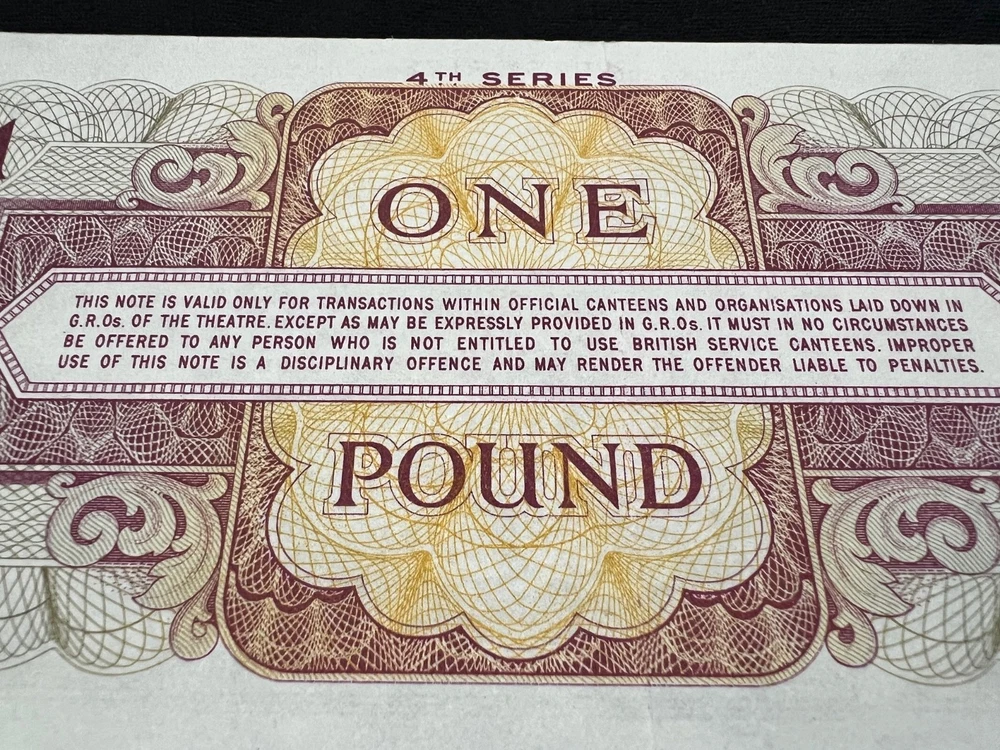 4TH SERIES
ONE
THIS NOTE IS VALID ONLY FOR TRANSACTIONS WITHIN OFFICIAL CANTEENS AND ORGANISATIONS LAID DOWN IN
G.R.Os. OF THE THEATRE. EXCEPT AS MAY BE EXPRESSLY PROVIDED IN G.R.Os. IT MUST IN NO CIRCUMSTANCES
BE OFFERED TO ANY PERSON WHO IS NOT ENTITLED TO USE BRITISH SERVICE CANTEENS. IMPROPER
USE OF THIS NOTE IS A DISCIPLINARY OFFENCE AND MAY RENDER THE OFFENDER LIABLE TO PENALTIES.
POUND